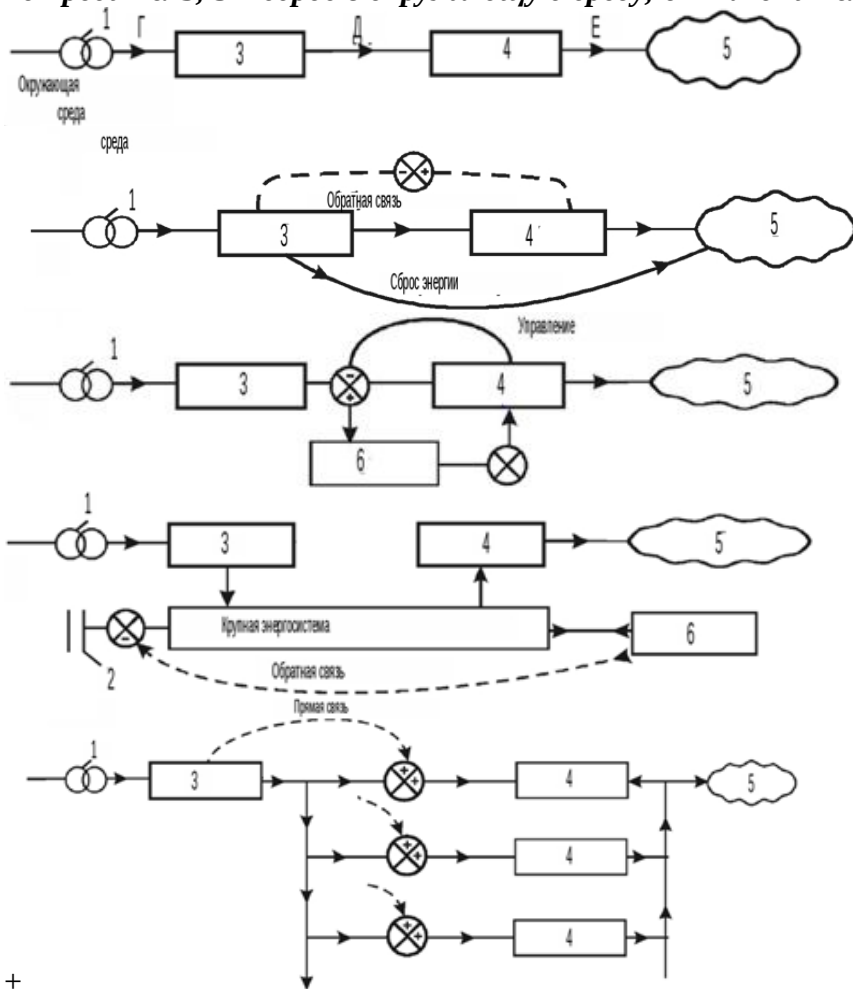 1 Г 3 Д 4 Е 5
Окружающая
среда
среда
1 3 Обратная связь 4 5
Сброс энергии
Управление
1 3 4 5
6
1 3 4 5
Крупная энергосистема 6
2 Обратная связь
Прямая связь
1 3 4 5
4
4
+